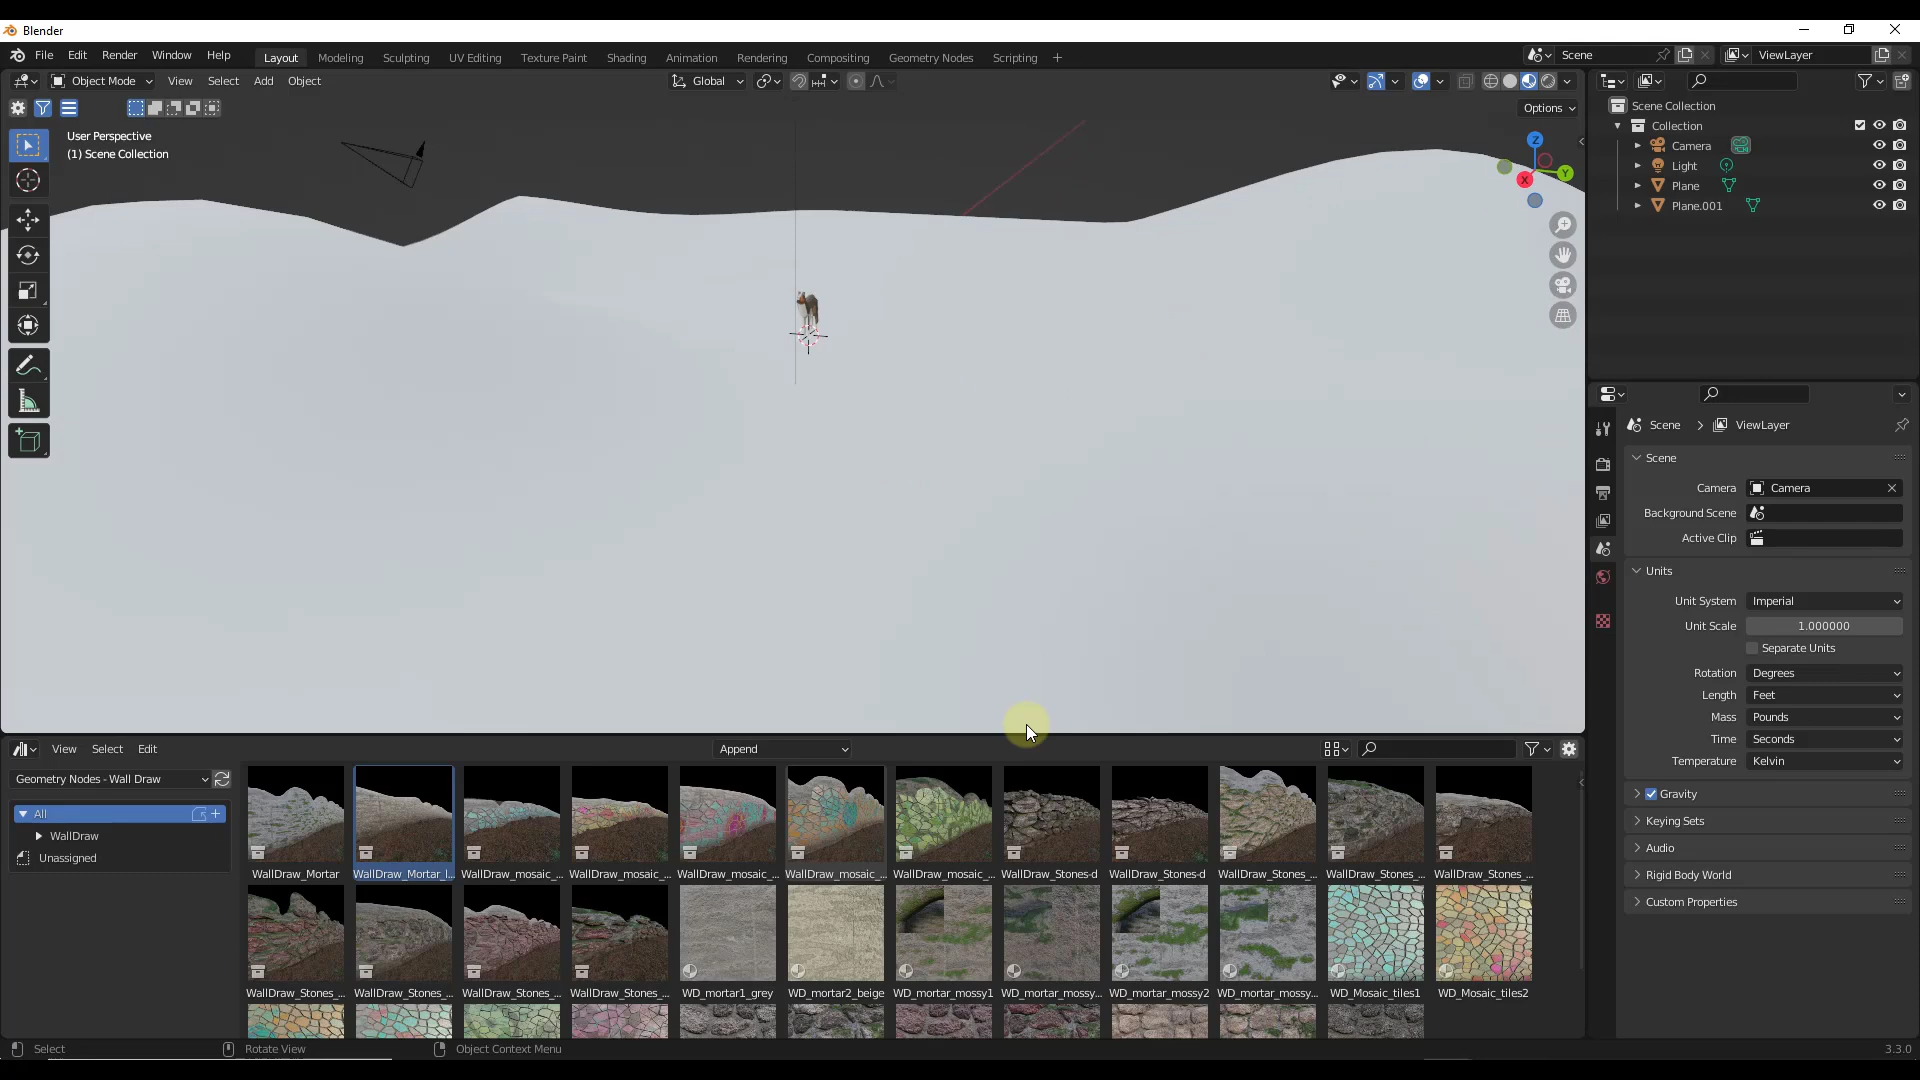 Blender
File Edit Render Window Help Layout Modeling Sculpting UV Editing Texture Paint Shading Animation Rendering Compositing Geometry Nodes Scripting + Scene ViewLayer
Object Mode View Select Add Object Global
Options
User Perspective
(1) Scene Collection
Z
Y
X
Scene Collection
Collection
Camera
Light
Plane
Plane.001
Scene > ViewLayer
Scene
Camera Camera
Background Scene
Active Clip
Units
Unit System Imperial
Unit Scale 1.000000
Separate Units
Rotation Degrees
Length Feet
Mass Pounds
Time Seconds
Temperature Kelvin
Gravity
Keying Sets
Audio
Rigid Body World
Custom Properties
View Select Edit Append
Geometry Nodes - Wall Draw
All
WallDraw
Unassigned
WallDraw_Mortar WallDraw_Mortar_l... WallDraw_mosaic_... WallDraw_mosaic_... WallDraw_mosaic_... WallDraw_mosaic_... WallDraw_mosaic_... WallDraw_Stones-d WallDraw_Stones-d WallDraw_Stones_... WallDraw_Stones_... WallDraw_Stones_...
WallDraw_Stones_... WallDraw_Stones_... WallDraw_Stones_... WallDraw_Stones_... WD_mortar1_grey WD_mortar2_beige WD_mortar_mossy1 WD_mortar_mossy... WD_mortar_mossy2 WD_mortar_mossy... WD_Mosaic_tiles1 WD_Mosaic_tiles2
Select Rotate View Object Context Menu 3.3.0